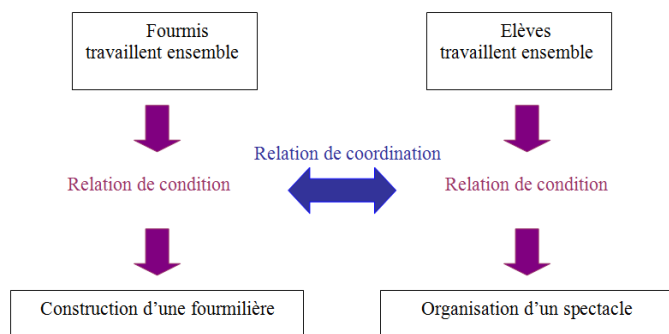 Fourmis
travaillent ensemble
Elèves
travaillent ensemble
Relation de coordination
Relation de condition
Relation de condition
Construction d’une fourmilière
Organisation d’un spectacle